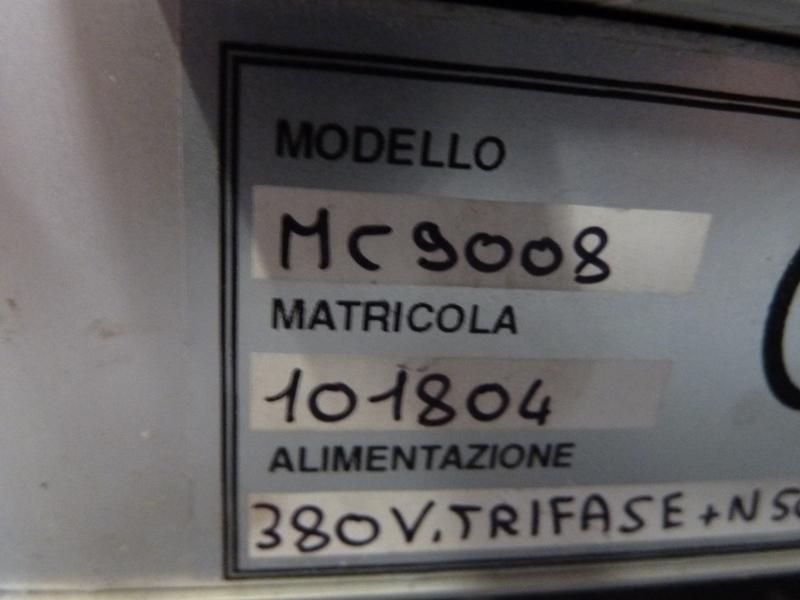 MODELLO
MC9008
MATRICOLA
101804
ALIMENTAZIONE
380V.TRIFASE+N